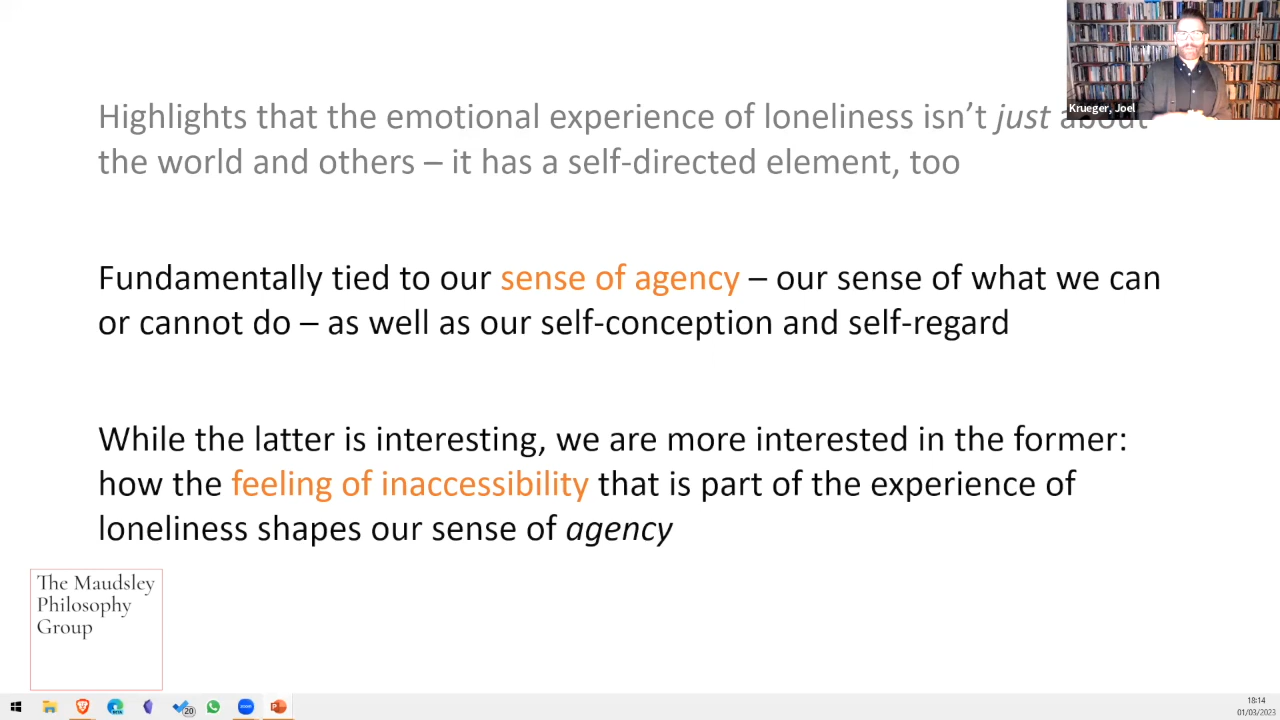 Krueger, Joel
Highlights that the emotional experience of loneliness isn’t just about
the world and others – it has a self-directed element, too
Fundamentally tied to our sense of agency – our sense of what we can
or cannot do – as well as our self-conception and self-regard
While the latter is interesting, we are more interested in the former:
how the feeling of inaccessibility that is part of the experience of
loneliness shapes our sense of agency
The Maudsley
Philosophy
Group
20
zoom
18:14
01/03/2023